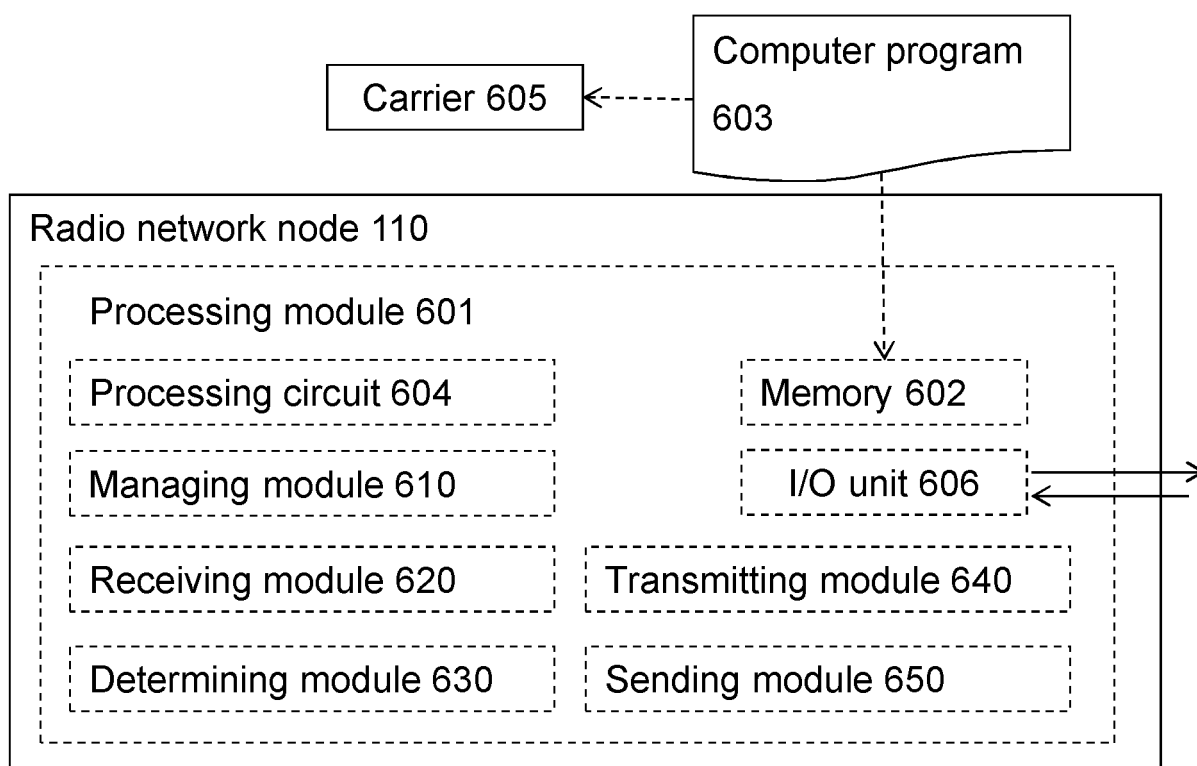 Computer program
603
Carrier 605
Radio network node 110
Processing module 601
Processing circuit 604
Memory 602
Managing module 610
I/O unit 606
Receiving module 620
Transmitting module 640
Determining module 630
Sending module 650